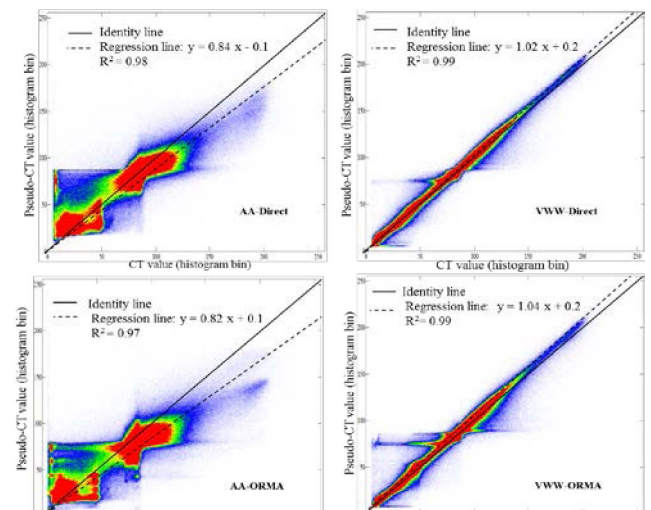 Identity line
Regression line: y = 0.84 x - 0.1
R² = 0.98
AA-Direct
Pseudo-CT value (histogram bin)
CT value (histogram bin)
Identity line
Regression line: y = 1.02 x + 0.2
R² = 0.99
VWW-Direct
Pseudo-CT value (histogram bin)
CT value (histogram bin)
Identity line
Regression line: y = 0.82 x + 0.1
R² = 0.97
AA-ORMA
Pseudo-CT value (histogram bin)
Identity line
Regression line: y = 1.04 x + 0.2
R² = 0.99
VWW-ORMA
Pseudo-CT value (histogram bin)